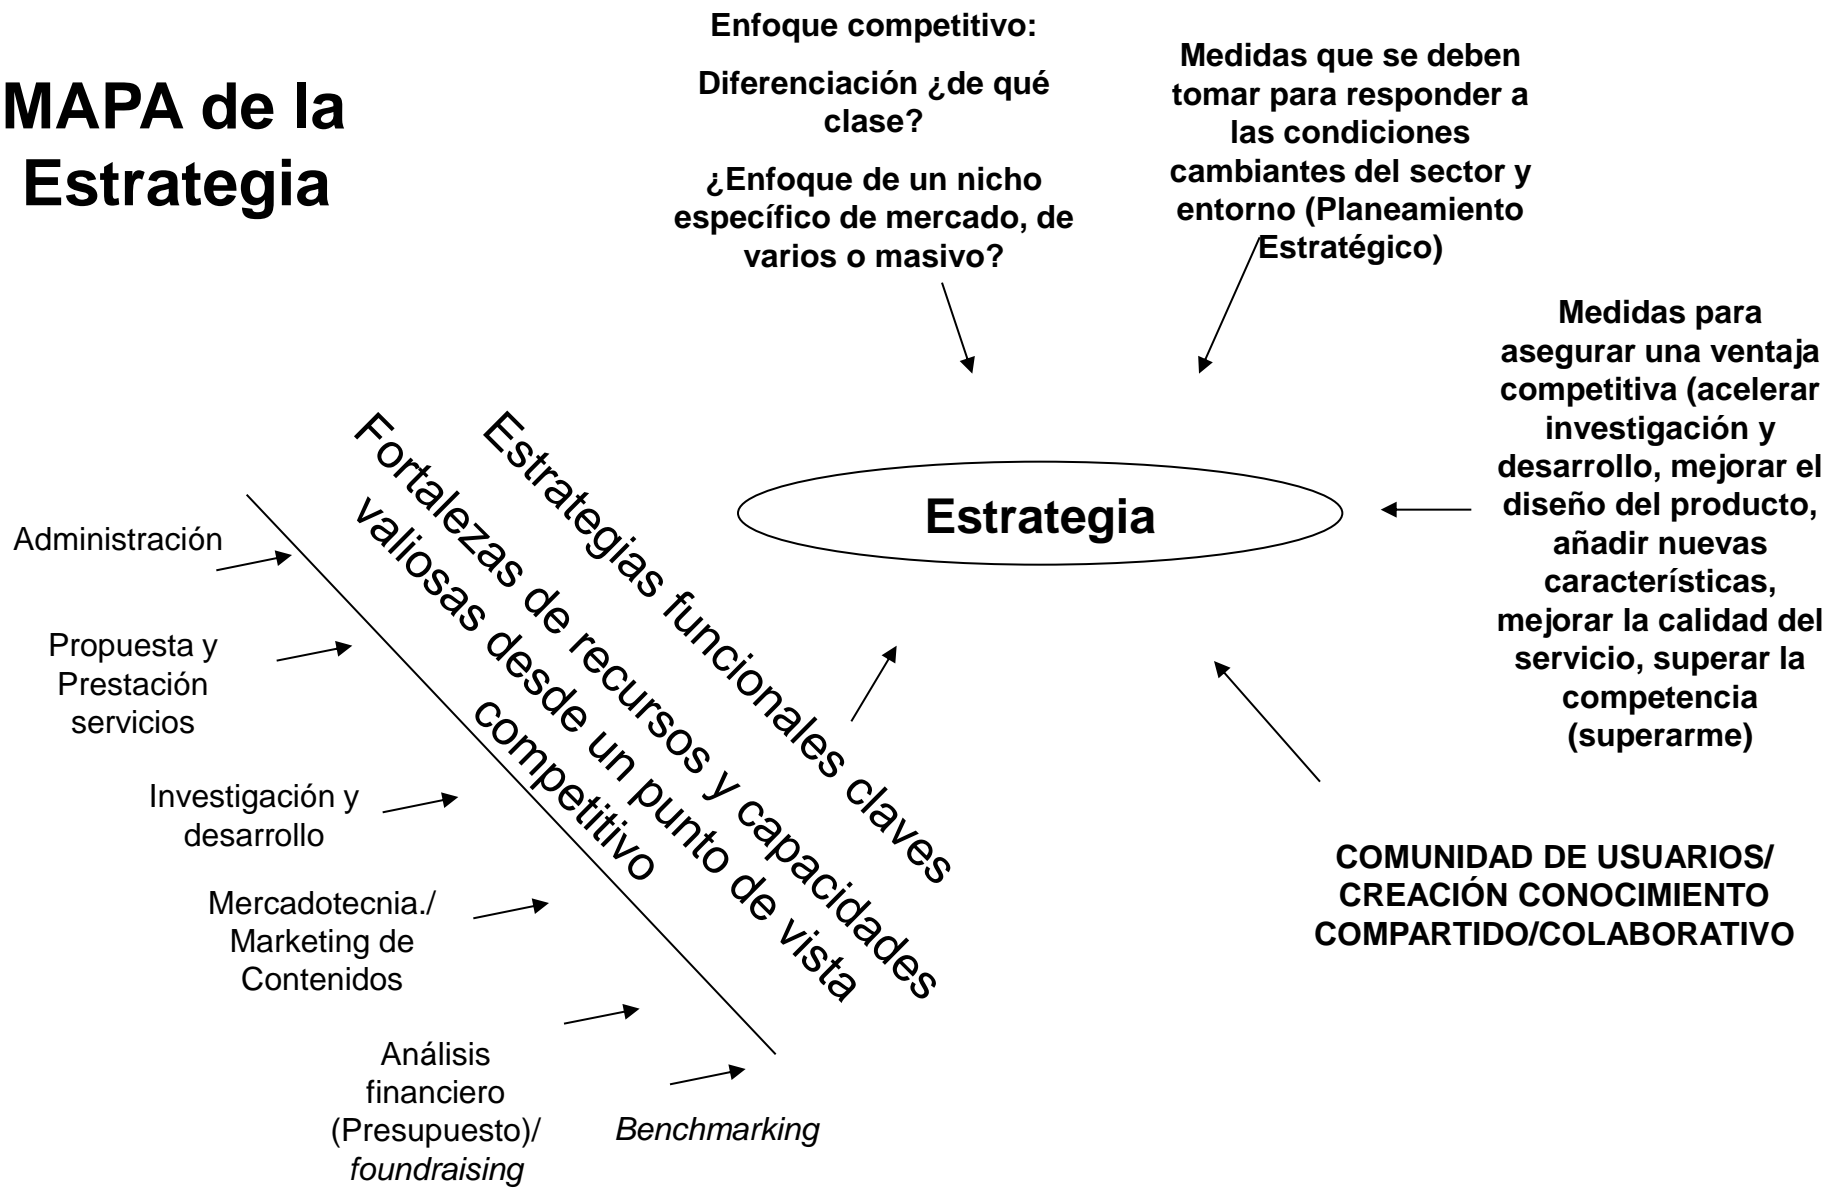 MAPA de la
Estrategia
Enfoque competitivo:
Diferenciación ¿de qué
clase?
¿Enfoque de un nicho
específico de mercado, de
varios o masivo?
Medidas que se deben
tomar para responder a
las condiciones
cambiantes del sector y
entorno (Planeamiento
Estratégico)
Medidas para
asegurar una ventaja
competitiva (acelerar
investigación y
desarrollo, mejorar el
diseño del producto,
añadir nuevas
características,
mejorar la calidad del
servicio, superar la
competencia
(superarme)
Estrategia
Estrategias funcionales claves
Fortalezas de recursos y capacidades
valiosas desde un punto de vista
competitivo
Administración
Propuesta y
Prestación
servicios
Investigación y
desarrollo
Mercadotecnia./
Marketing de
Contenidos
Análisis
financiero
(Presupuesto)/
foundraising
Benchmarking
COMUNIDAD DE USUARIOS/
CREACIÓN CONOCIMIENTO
COMPARTIDO/COLABORATIVO